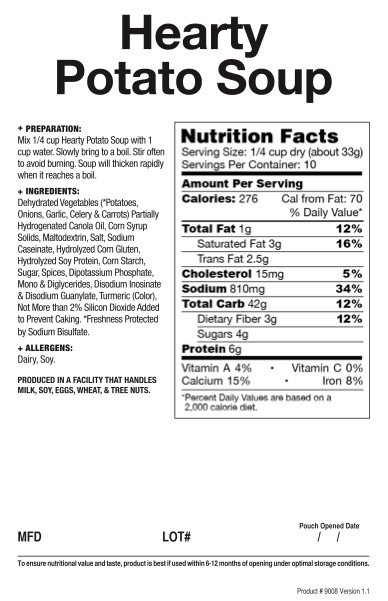 Hearty
Potato Soup
+ PREPARATION:
Mix 1/4 cup Hearty Potato Soup with 1
cup water. Slowly bring to a boil. Stir often
to avoid burning. Soup will thicken rapidly
when it reaches a boil.
+ INGREDIENTS:
Dehydrated Vegetables (*Potatoes,
Onions, Garlic, Celery & Carrots) Partially
Hydrogenated Canola Oil, Corn Syrup
Solids, Maltodextrin, Salt, Sodium
Caseinate, Hydrolyzed Corn Gluten,
Hydrolyzed Soy Protein, Corn Starch,
Sugar, Spices, Dipotassium Phosphate,
Mono & Diglycerides, Disodium Inosinate
& Disodium Guanylate, Turmeric (Color),
Not More than 2% Silicon Dioxide Added
to Prevent Caking. *Freshness Protected
by Sodium Bisulfate.
+ ALLERGENS:
Dairy, Soy.
PRODUCED IN A FACILITY THAT HANDLES
MILK, SOY, EGGS, WHEAT, & TREE NUTS.
Nutrition Facts
Serving Size: 1/4 cup dry (about 33g)
Servings Per Container: 10
Amount Per Serving
Calories: 276 Cal from Fat: 70
% Daily Value*
Total Fat 1g 12%
Saturated Fat 3g 16%
Trans Fat 2.5g
Cholesterol 15mg 5%
Sodium 810mg 34%
Total Carb 42g 12%
Dietary Fiber 3g 12%
Sugars 4g
Protein 6g
Vitamin A 4% • Vitamin C 0%
Calcium 15% • Iron 8%
*Percent Daily Values are based on a
2,000 calorie diet.
Pouch Opened Date
MFD LOT# / /
To ensure nutritional value and taste, product is best if used within 6-12 months of opening under optimal storage conditions.
Product # 9008 Version 1.1